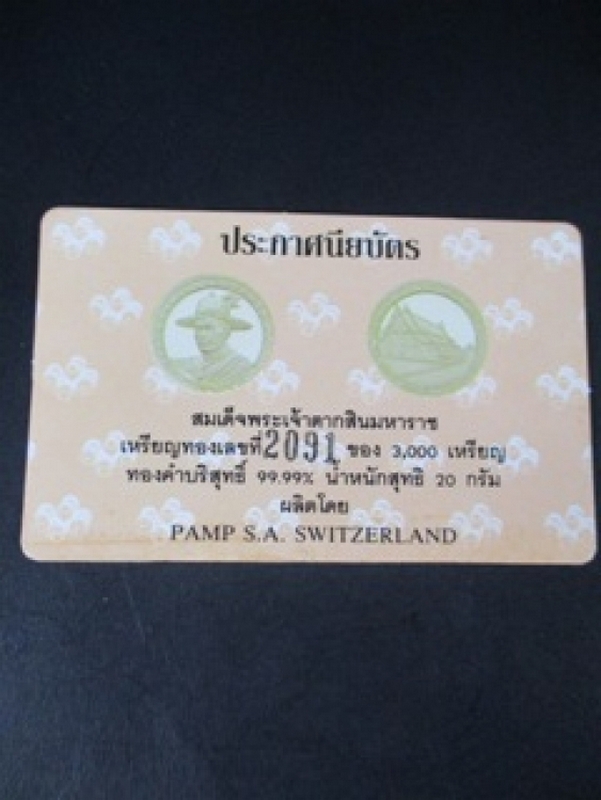 ประกาศนียบัตร
สมเด็จพระเจ้าตากสินมหาราช
เหรียญทองเลขที่ 2091 ของ 3,000 เหรียญ
ทองคำบริสุทธิ์ 99.99% น้ำหนักสุทธิ 20 กรัม
ผลิตโดย
PAMP S.A. SWITZERLAND